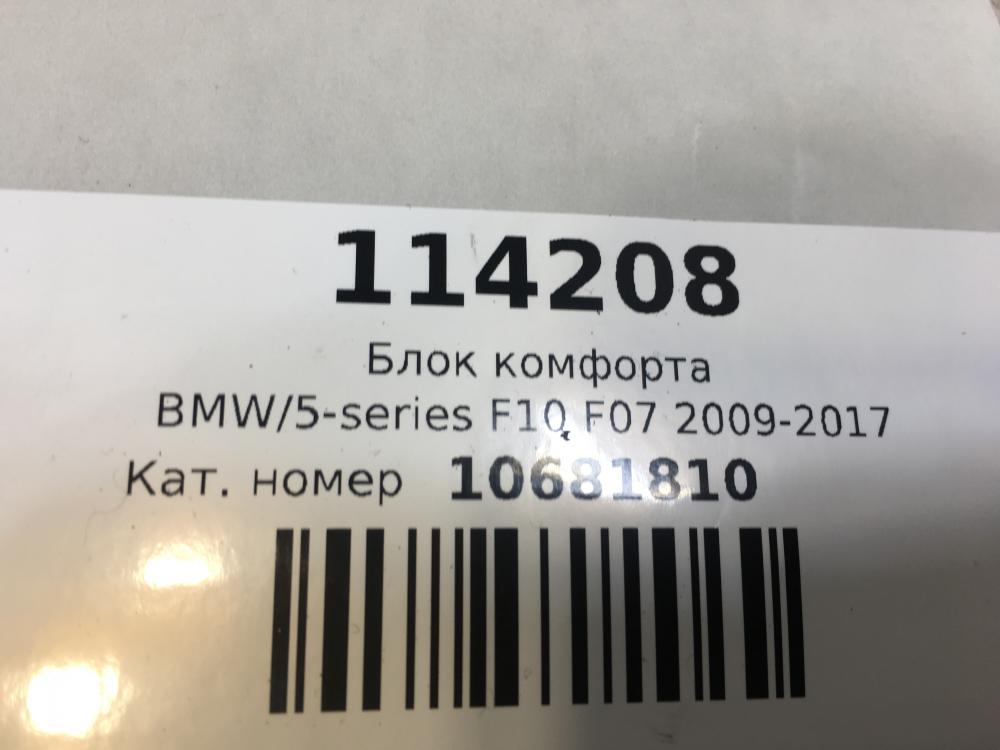 114208
Блок комфорта
BMW/5-series F10 F07 2009-2017
Кат. номер 10681810